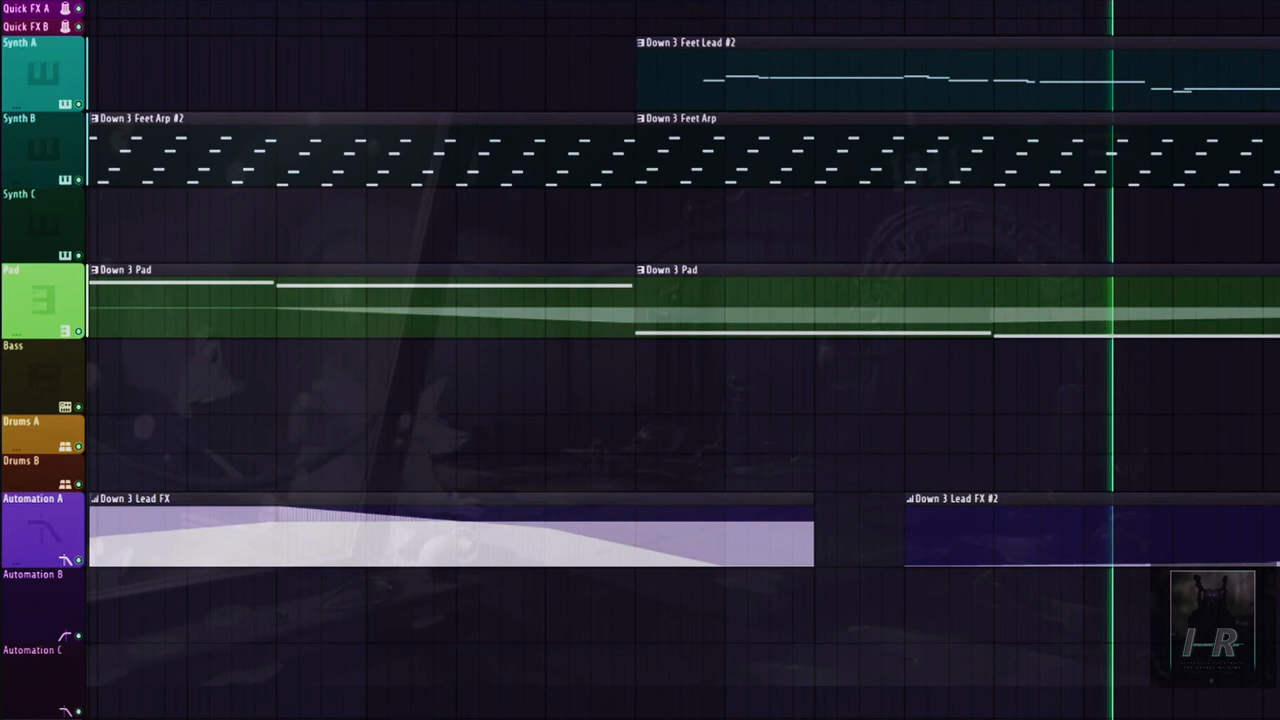 Quick FX A
Quick FX B
Synth A
Down 3 Feet Lead #2
Synth B
Down 3 Feet Arp #2
Down 3 Feet Arp
Synth C
Pad
Down 3 Pad
Down 3 Pad
Bass
Drums A
Drums B
Automation A
Down 3 Lead FX
Down 3 Lead FX #2
Automation B
Automation C